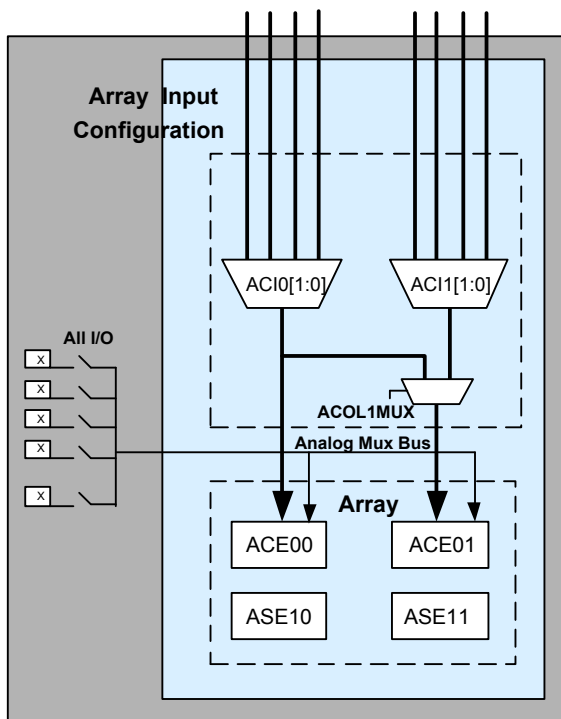 Array Input
Configuration
ACI0[1:0]
ACI1[1:0]
All I/O
X
X
X
X
X
ACOL1MUX
Analog Mux Bus
Array
ACE00
ACE01
ASE10
ASE11